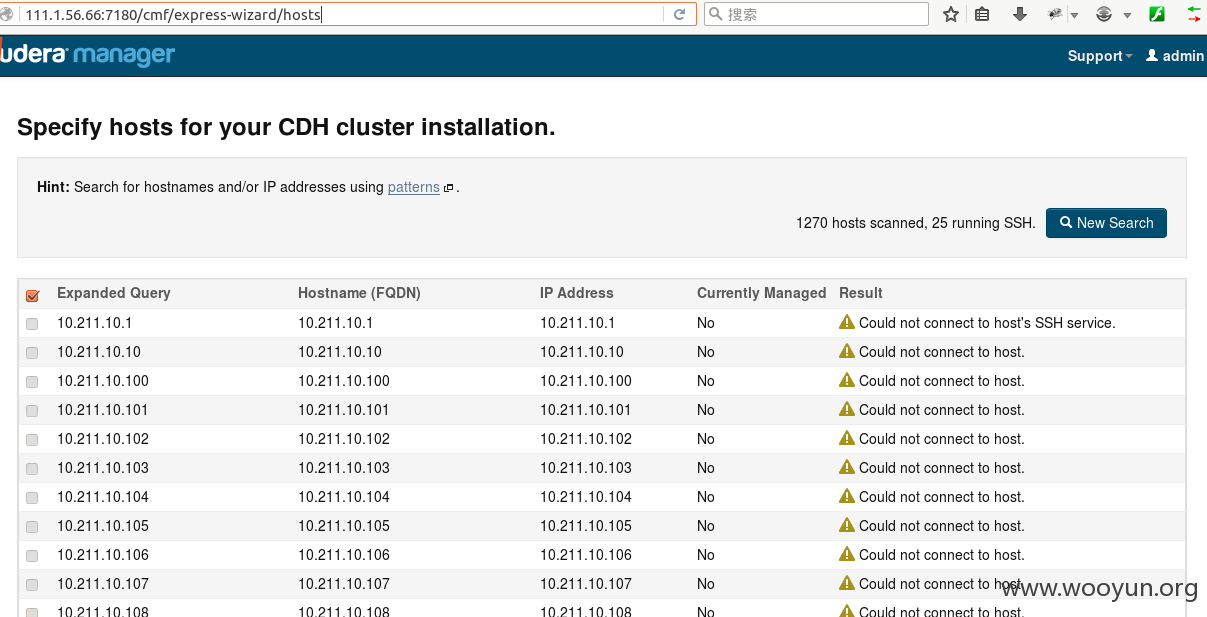 111.1.56.66:7180/cmf/express-wizard/hosts
搜索
udera manager
Support
admin
Specify hosts for your CDH cluster installation.
Hint: Search for hostnames and/or IP addresses using patterns .
1270 hosts scanned, 25 running SSH.
New Search
Expanded Query Hostname (FQDN) IP Address Currently Managed Result
10.211.10.1 10.211.10.1 10.211.10.1 No Could not connect to host's SSH service.
10.211.10.10 10.211.10.10 10.211.10.10 No Could not connect to host.
10.211.10.100 10.211.10.100 10.211.10.100 No Could not connect to host.
10.211.10.101 10.211.10.101 10.211.10.101 No Could not connect to host.
10.211.10.102 10.211.10.102 10.211.10.102 No Could not connect to host.
10.211.10.103 10.211.10.103 10.211.10.103 No Could not connect to host.
10.211.10.104 10.211.10.104 10.211.10.104 No Could not connect to host.
10.211.10.105 10.211.10.105 10.211.10.105 No Could not connect to host.
10.211.10.106 10.211.10.106 10.211.10.106 No Could not connect to host.
10.211.10.107 10.211.10.107 10.211.10.107 No Could not connect to host.
10.211.10.108 10.211.10.108 10.211.10.108 No Could not connect to host.
www.wooyun.org